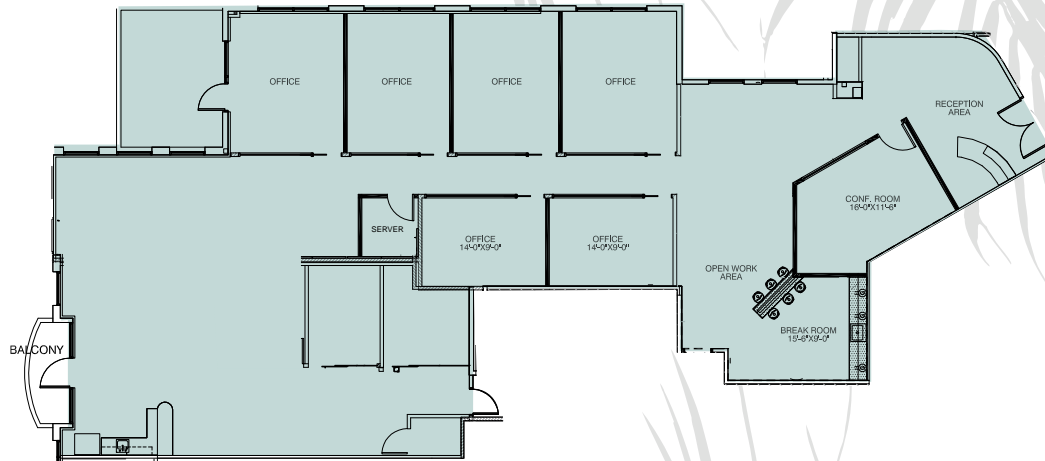 OFFICE
OFFICE
OFFICE
OFFICE
RECEPTION
AREA
CONF. ROOM
16'-0"X11'-6"
SERVER
OFFICE
14'-0"X9'-0"
OFFICE
14'-0"X9'-0"
OPEN WORK
AREA
BREAK ROOM
15'-6"X9'-0"
BALCONY